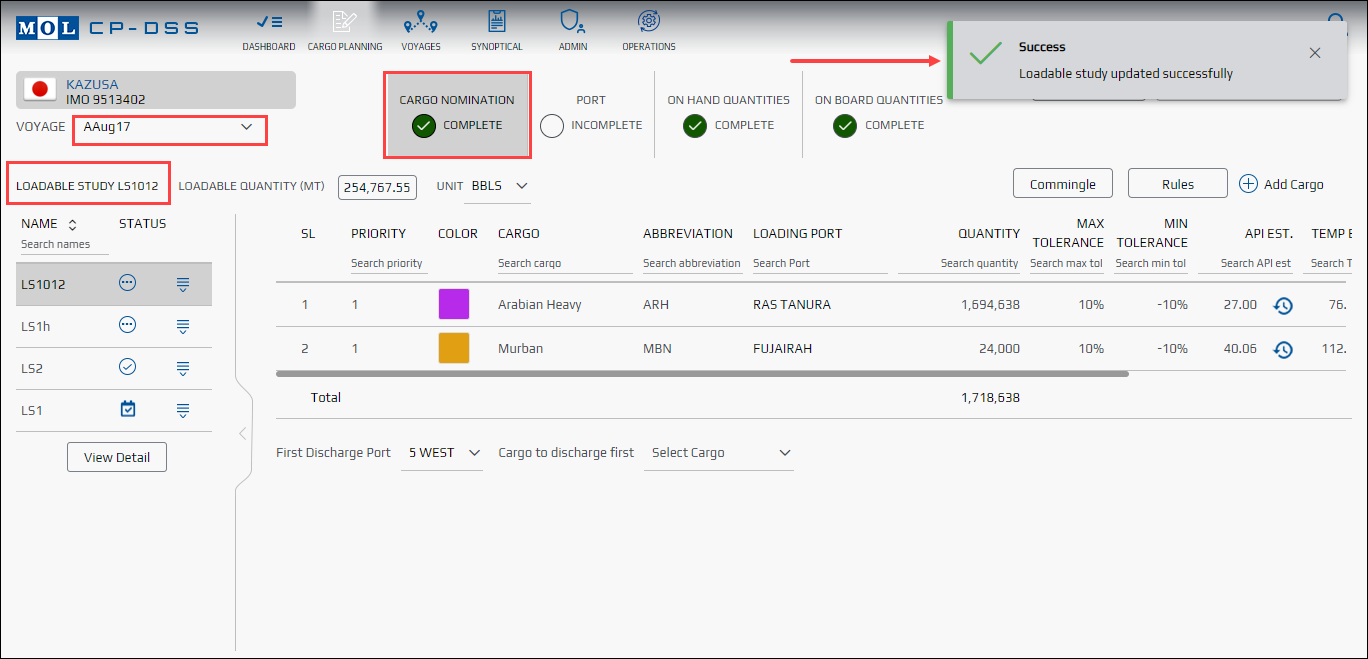 MOL CP-DSS
DASHBOARD CARGO PLANNING VOYAGES SYNOPTICAL ADMIN OPERATIONS
Success
Loadable study updated successfully
KAZUSA
IMO 9513402
VOYAGE AAug17
CARGO NOMINATION PORT ON HAND QUANTITIES ON BOARD QUANTITIES
COMPLETE INCOMPLETE COMPLETE COMPLETE
LOADABLE STUDY LS1012 LOADABLE QUANTITY (MT) 254,767.55 UNIT BBLS Commingle Rules Add Cargo
NAME STATUS
Search names
LS1012
LS1h
LS2
LS1
View Detail
SL PRIORITY COLOR CARGO ABBREVIATION LOADING PORT QUANTITY MAX TOLERANCE MIN TOLERANCE API EST. TEMP E
Search priority Search cargo Search abbreviation Search Port Search quantity Search max tol Search min tol Search API est Search T
1 1 Arabian Heavy ARH RAS TANURA 1,694,638 10% -10% 27.00 76.
2 1 Murban MBN FUJAIRAH 24,000 10% -10% 40.06 112.
Total 1,718,638
First Discharge Port 5 WEST Cargo to discharge first Select Cargo